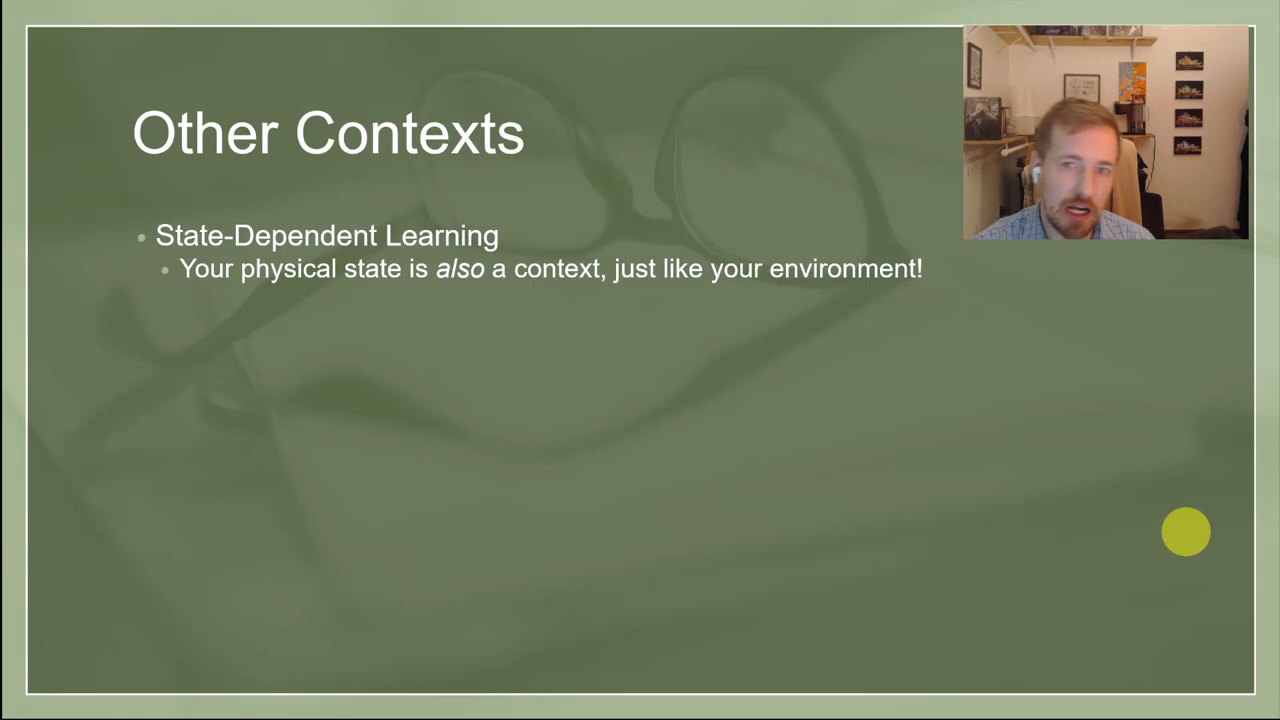 Other Contexts
State-Dependent Learning
Your physical state is also a context, just like your environment!